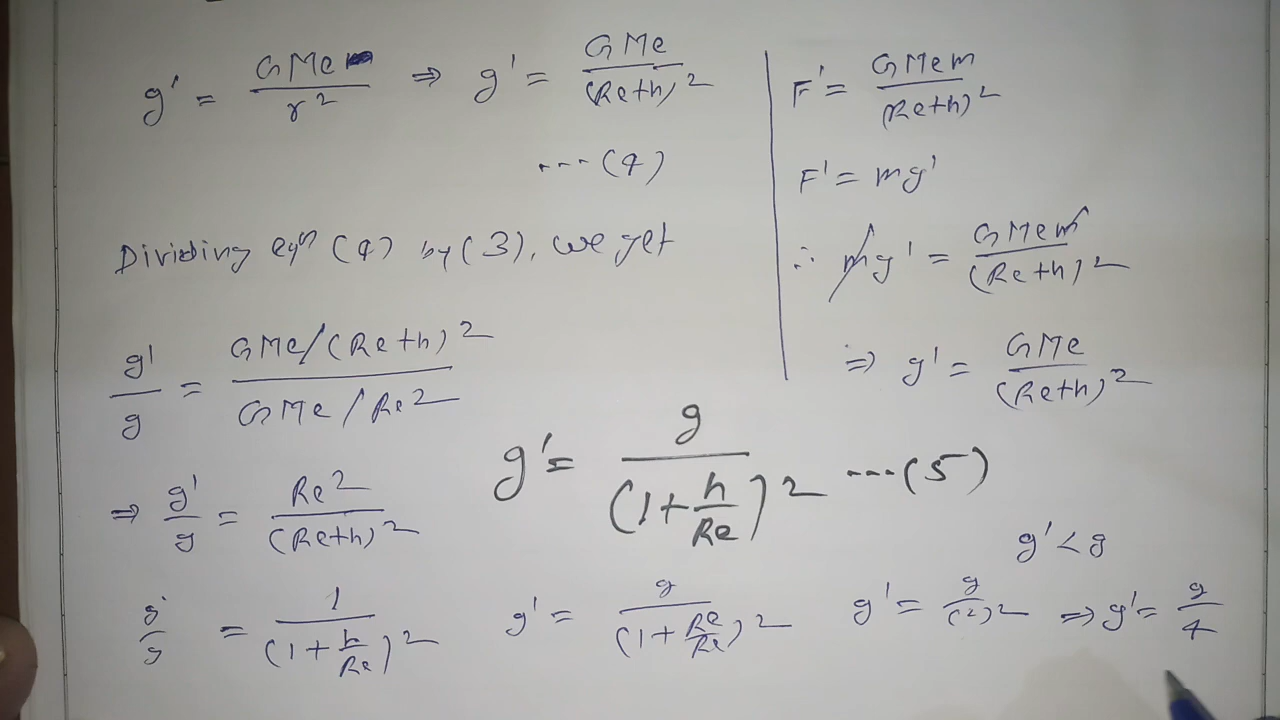 g' = GMem/r² ⇒ g' = GMe/(Re+h)²
----(4)
Dividing eqn (4) by (3), we get
g'/g = GMe/(Re+h)² / GMe/Re²
⇒ g'/g = Re²/(Re+h)²
g'/g = 1/(1+h/Re)²
F' = GMem/(Re+h)²
F' = mg'
∴ mg' = GMem/(Re+h)²
⇒ g' = GMe/(Re+h)²
g' = g/(1+h/Re)² ----(5)
g' < g
g' = g/(1+Re/Re)² g' = g/(2)² ⇒ g' = g/4